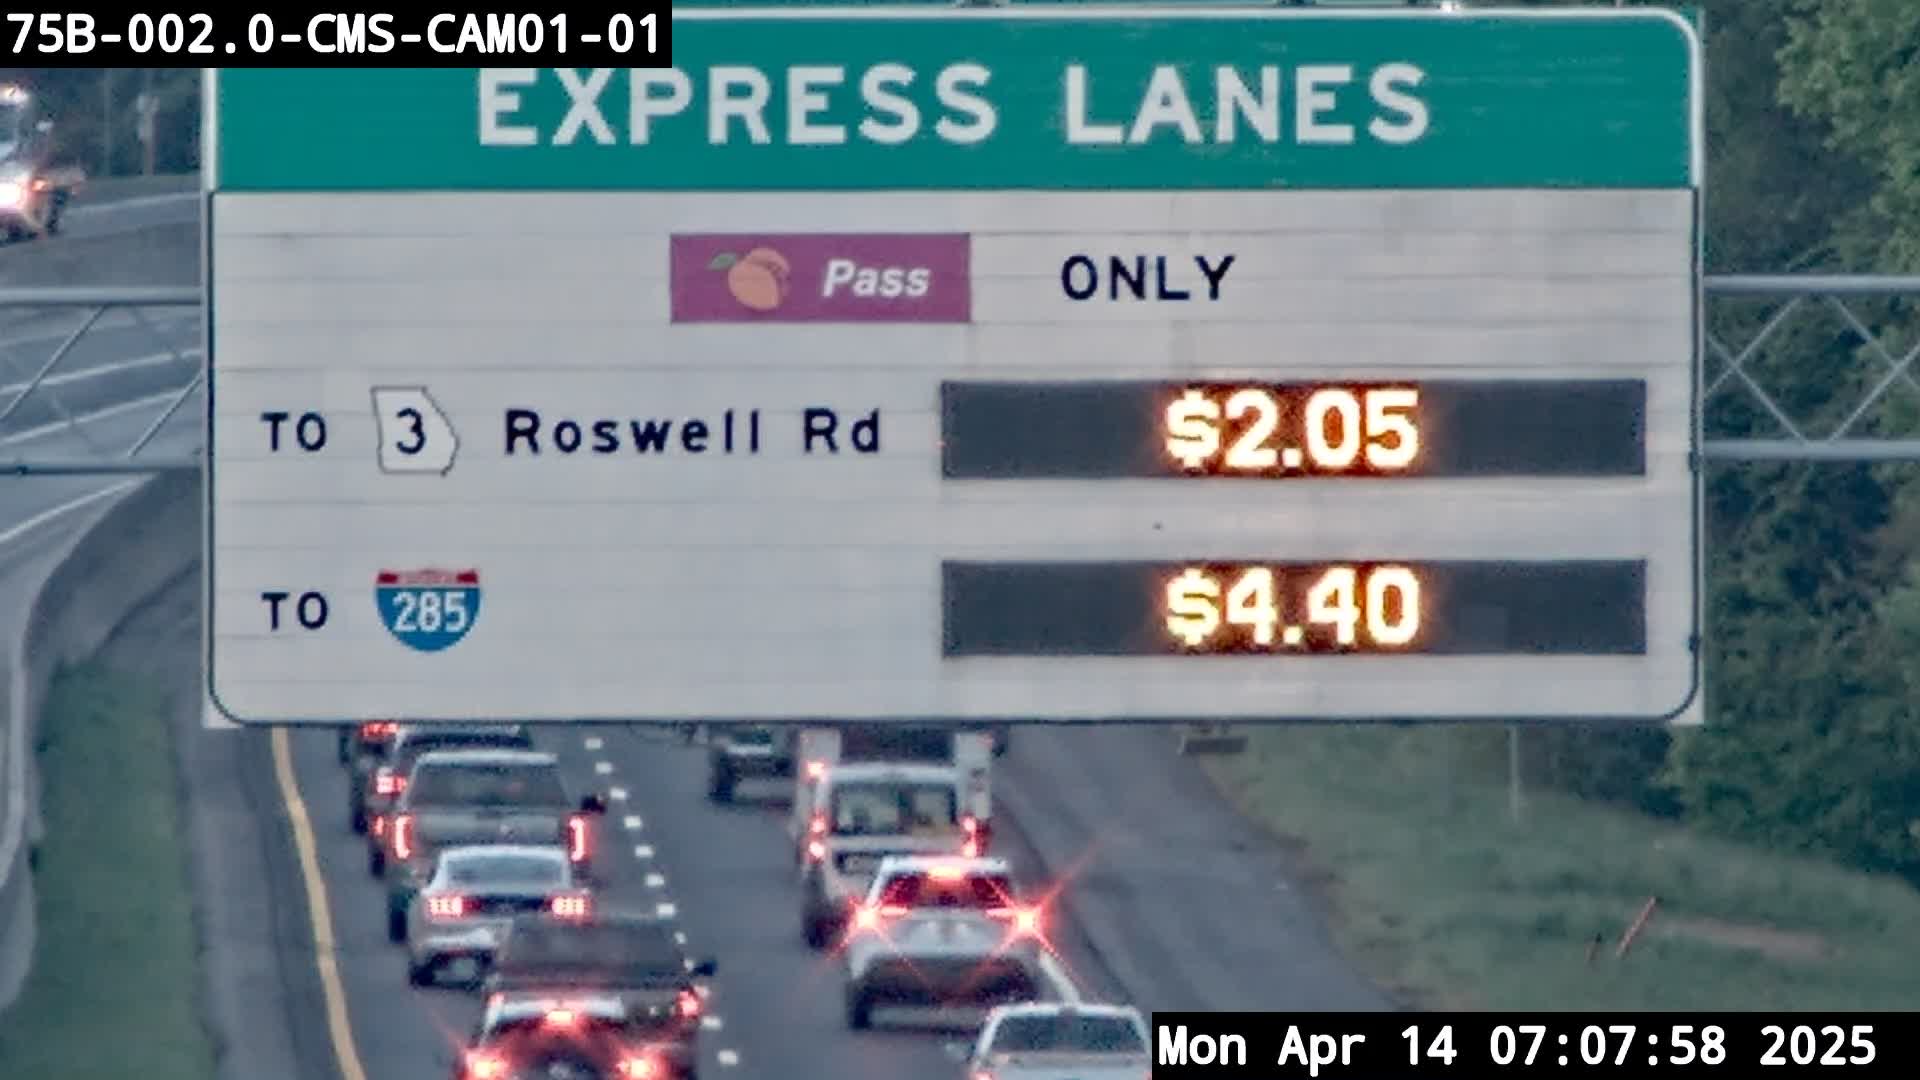 75B-002.0-CMS-CAM01-01
EXPRESS LANES
Pass ONLY
TO 3 Roswell Rd $2.05
TO 285 $4.40
Mon Apr 14 07:07:58 2025